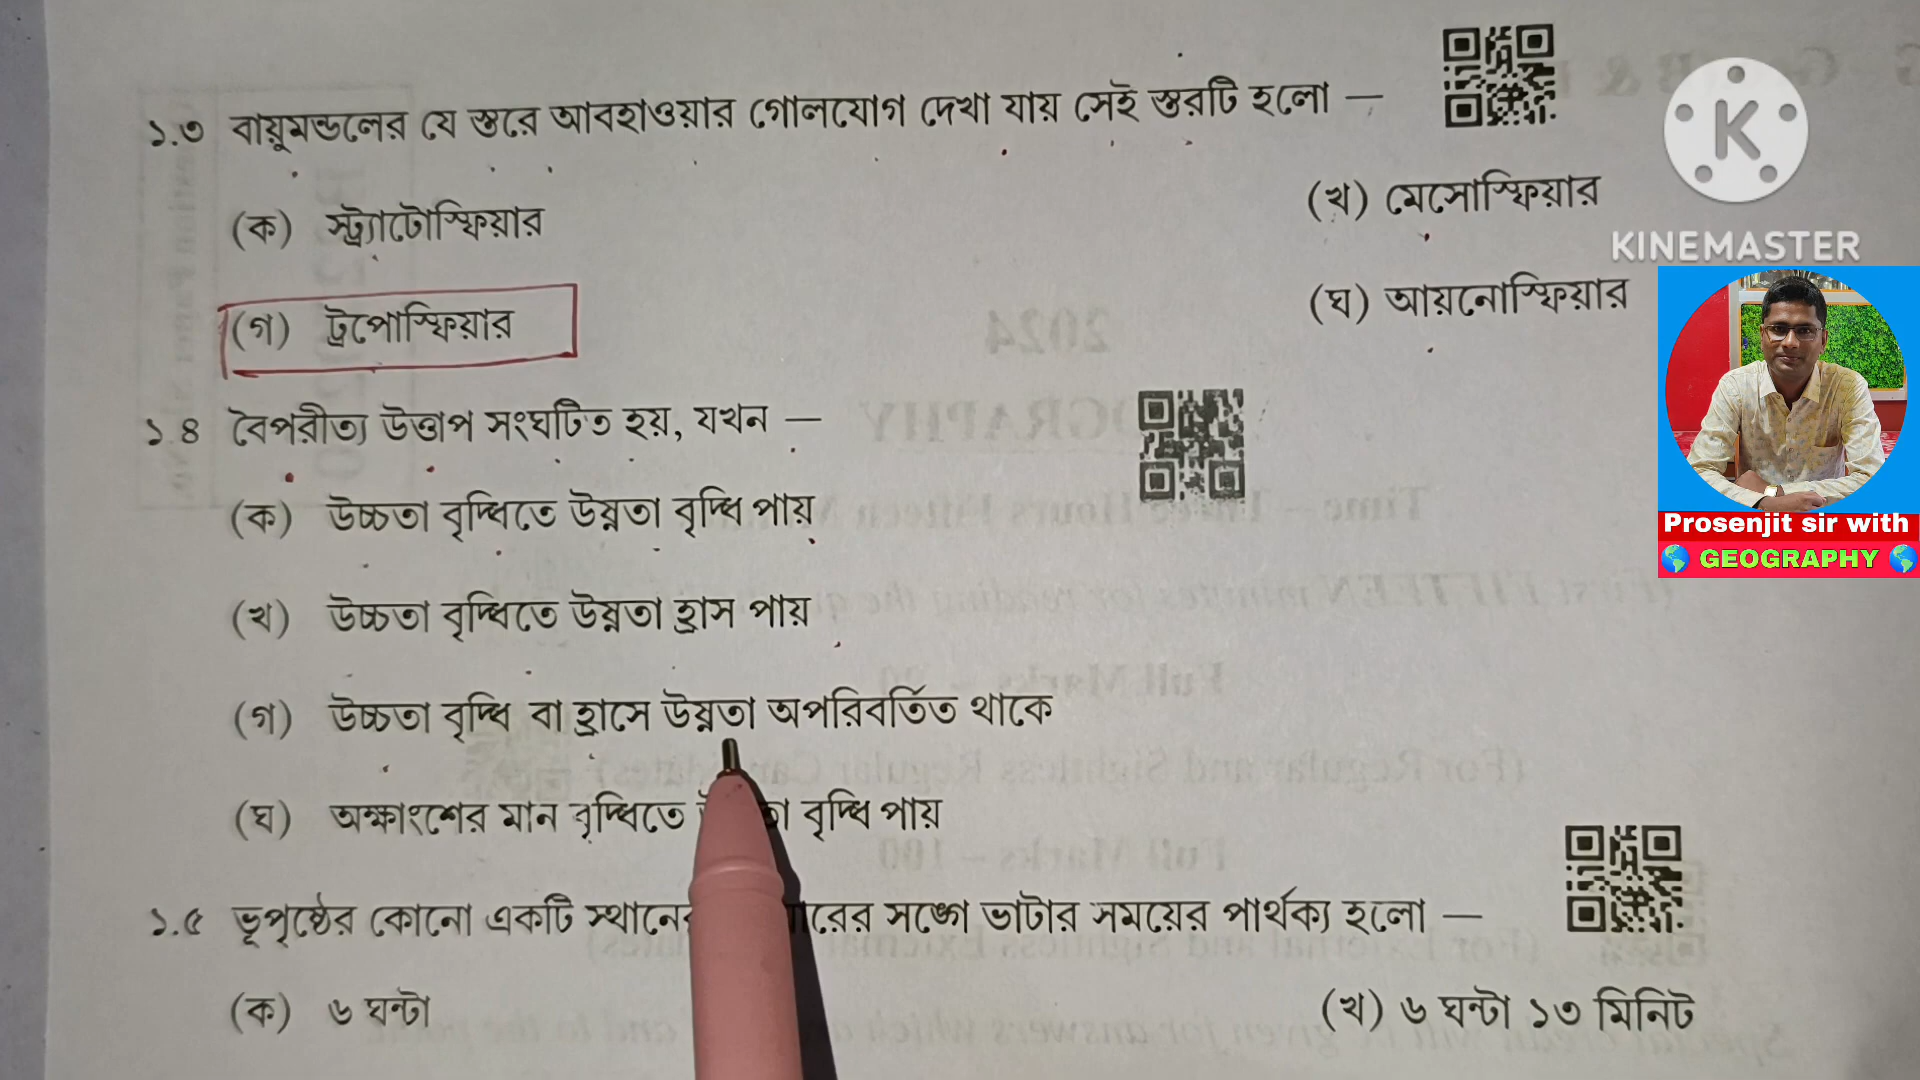 ১.৩ বায়ুমন্ডলের যে স্তরে আবহাওয়ার গোলযোগ দেখা যায় সেই স্তরটি হলো —
(ক) স্ট্র্যাটোস্ফিয়ার (খ) মেসোস্ফিয়ার
(গ) ট্রপোস্ফিয়ার (ঘ) আয়নোস্ফিয়ার
১.৪ বৈপরীত্য উত্তাপ সংঘটিত হয়, যখন —
(ক) উচ্চতা বৃদ্ধিতে উষ্ণতা বৃদ্ধি পায়
(খ) উচ্চতা বৃদ্ধিতে উষ্ণতা হ্রাস পায়
(গ) উচ্চতা বৃদ্ধি বা হ্রাসে উষ্ণতা অপরিবর্তিত থাকে
(ঘ) অক্ষাংশের মান বৃদ্ধিতে বৃদ্ধি পায়
১.৫ ভূপৃষ্ঠের কোনো একটি স্থানের সঙ্গে ভাটার সময়ের পার্থক্য হলো —
(ক) ৬ ঘন্টা (খ) ৬ ঘন্টা ১৩ মিনিট
K
KINEMASTER
Prosenjit sir with
GEOGRAPHY